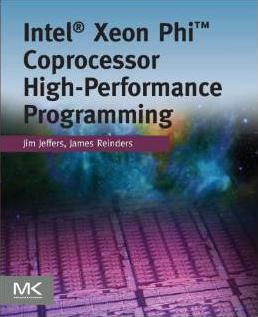 Intel® Xeon Phi™
Coprocessor
High-Performance
Programming
Jim Jeffers, James Reinders
MK